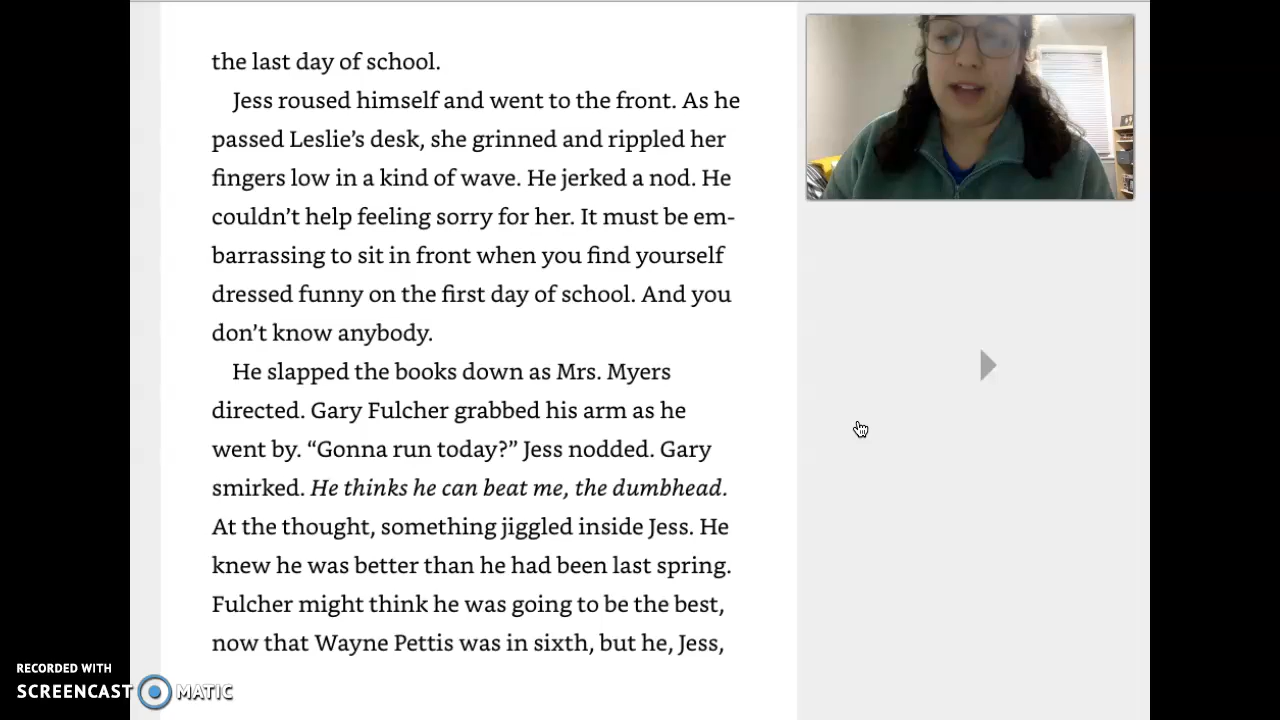 the last day of school.
Jess roused himself and went to the front. As he
passed Leslie’s desk, she grinned and rippled her
fingers low in a kind of wave. He jerked a nod. He
couldn’t help feeling sorry for her. It must be em-
barrassing to sit in front when you find yourself
dressed funny on the first day of school. And you
don’t know anybody.
He slapped the books down as Mrs. Myers
directed. Gary Fulcher grabbed his arm as he
went by. “Gonna run today?” Jess nodded. Gary
smirked. He thinks he can beat me, the dumbhead.
At the thought, something jiggled inside Jess. He
knew he was better than he had been last spring.
Fulcher might think he was going to be the best,
now that Wayne Pettis was in sixth, but he, Jess,
RECORDED WITH
SCREENCAST MATIC